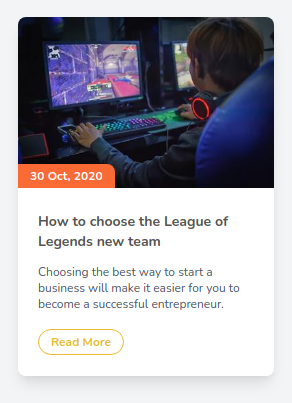 30 Oct, 2020
How to choose the League of
Legends new team
Choosing the best way to start a
business will make it easier for you to
become a successful entrepreneur.
Read More